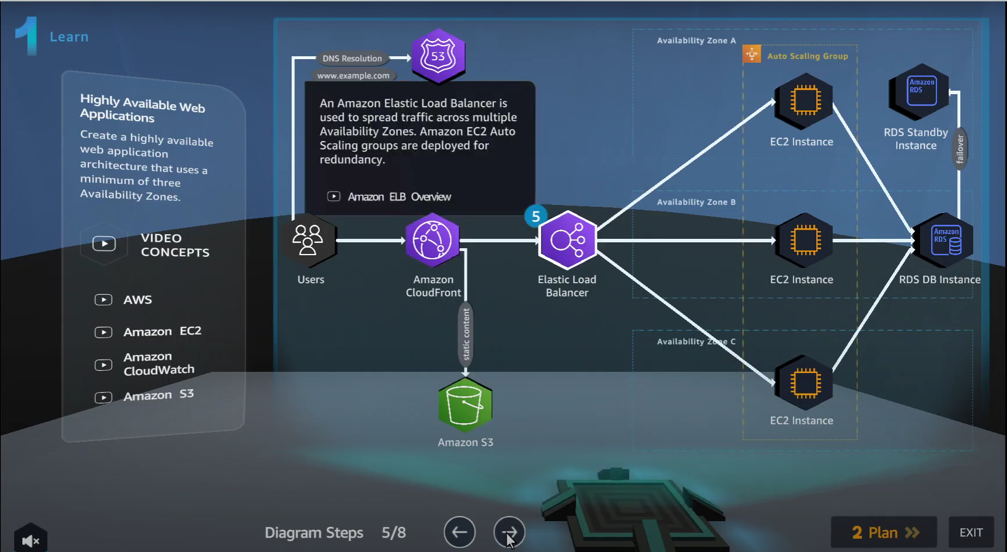 1 Learn
Highly Available Web
Applications
Create a highly available
web application
architecture that uses a
minimum of three
Availability Zones.
VIDEO
CONCEPTS
AWS
Amazon EC2
Amazon
CloudWatch
Amazon S3
DNS Resolution
www.example.com
53
An Amazon Elastic Load Balancer is
used to spread traffic across multiple
Availability Zones. Amazon EC2 Auto
Scaling groups are deployed for
redundancy.
Amazon ELB Overview
Users
Amazon
CloudFront
static content
Amazon S3
5
Elastic Load
Balancer
Availability Zone A
Auto Scaling Group
EC2 Instance
Amazon
RDS
RDS Standby
Instance
failover
Availability Zone B
EC2 Instance
Amazon
RDS
RDS DB Instance
Availability Zone C
EC2 Instance
Diagram Steps 5/8
2 Plan
EXIT